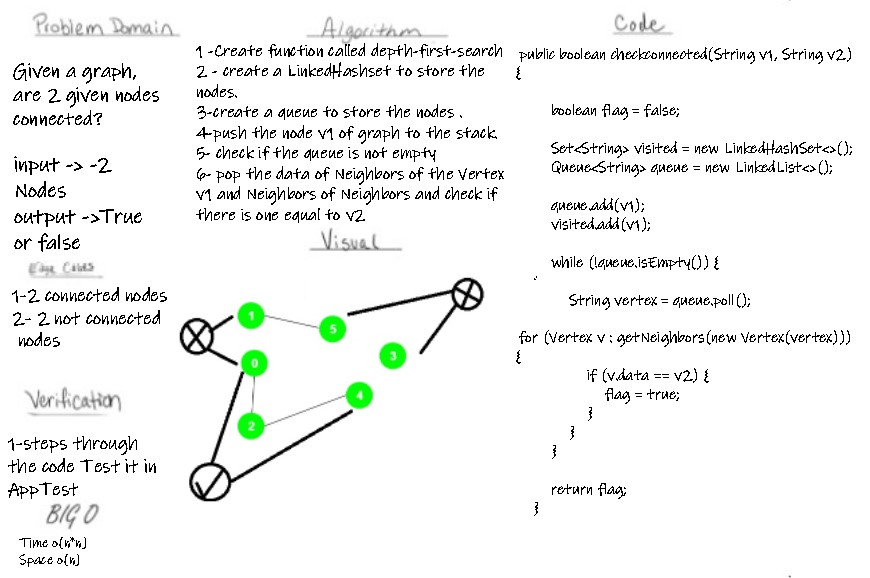 Problem Domain
Given a graph,
are 2 given nodes
connected?
input -> -2
Nodes
output ->True
or false
Edge Cases
1-2 connected nodes
2- 2 not connected
nodes
Verification
1-steps through
the code Test it in
AppTest
BIG O
Time o[n*n]
Space o[n]
Algorithm
1 -Create function called depth-first-search
2 - create a LinkedHashset to store the
nodes.
3-create a queue to store the nodes .
4-push the node v1 of graph to the stack.
5- check if the queue is not empty
6- pop the data of Neighbors of the Vertex
v1 and Neighbors of Neighbors and check if
there is one equal to v2
Visual
1
5
0
3
4
2
Code
public boolean checkconnected(String v1, String v2)
{
boolean flag = false;
Set<String> visited = new LinkedHashSet<>();
Queue<String> queue = new LinkedList<>();
queue.add(v1);
visited.add(v1);
while (!queue.isEmpty()) {
String vertex = queue.poll();
for (Vertex v : getNeighbors(new Vertex(vertex)))
{
if (v.data == v2) {
flag = true;
}
}
}
return flag;
}